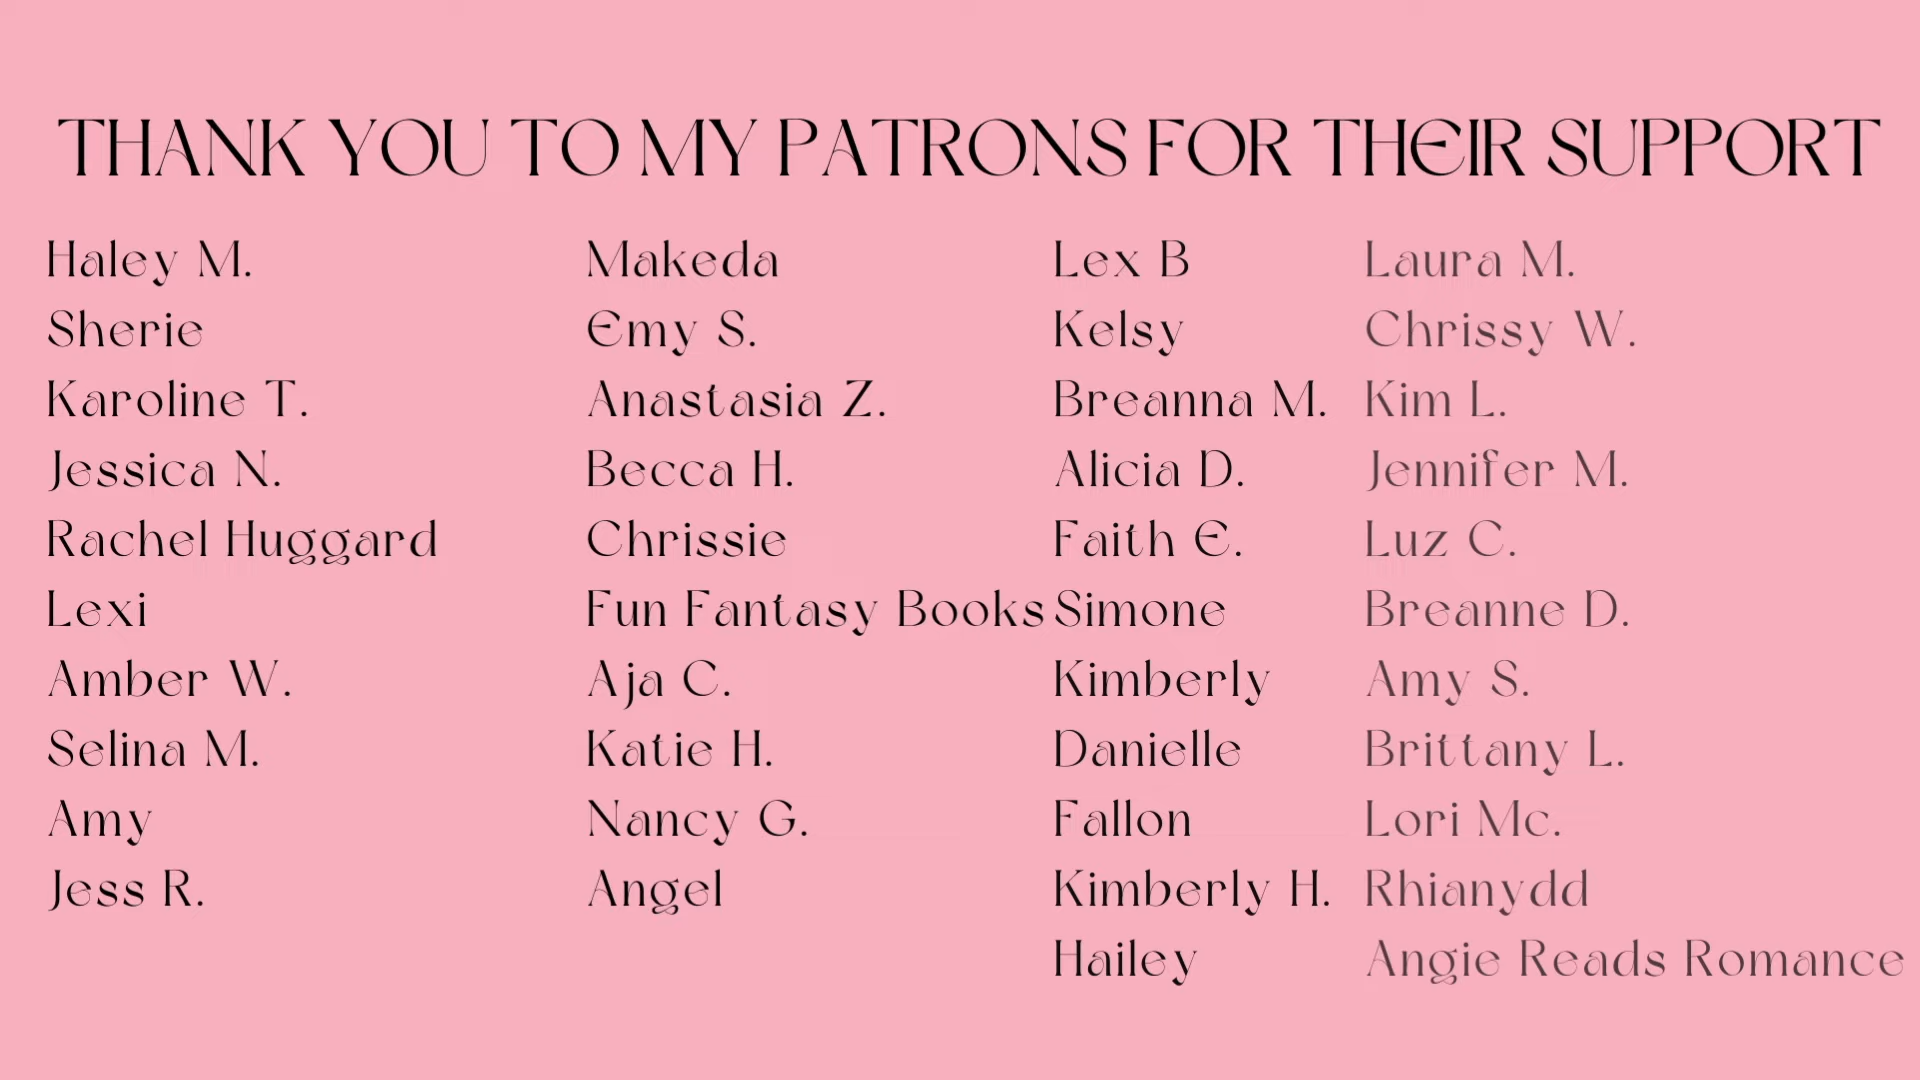 THANK YOU TO MY PATRONS FOR THEIR SUPPORT
Haley M.
Sherie
Karoline T.
Jessica N.
Rachel Huggard
Lexi
Amber W.
Selina M.
Amy
Jess R.
Makeda
Emy S.
Anastasia Z.
Becca H.
Chrissie
Fun Fantasy Books
Aja C.
Katie H.
Nancy G.
Angel
Lex B
Kelsy
Breanna M.
Alicia D.
Faith E.
Simone
Kimberly
Danielle
Fallon
Kimberly H.
Hailey
Laura M.
Chrissy W.
Kim L.
Jennifer M.
Luz C.
Breanne D.
Amy S.
Brittany L.
Lori Mc.
Rhianydd
Angie Reads Romance